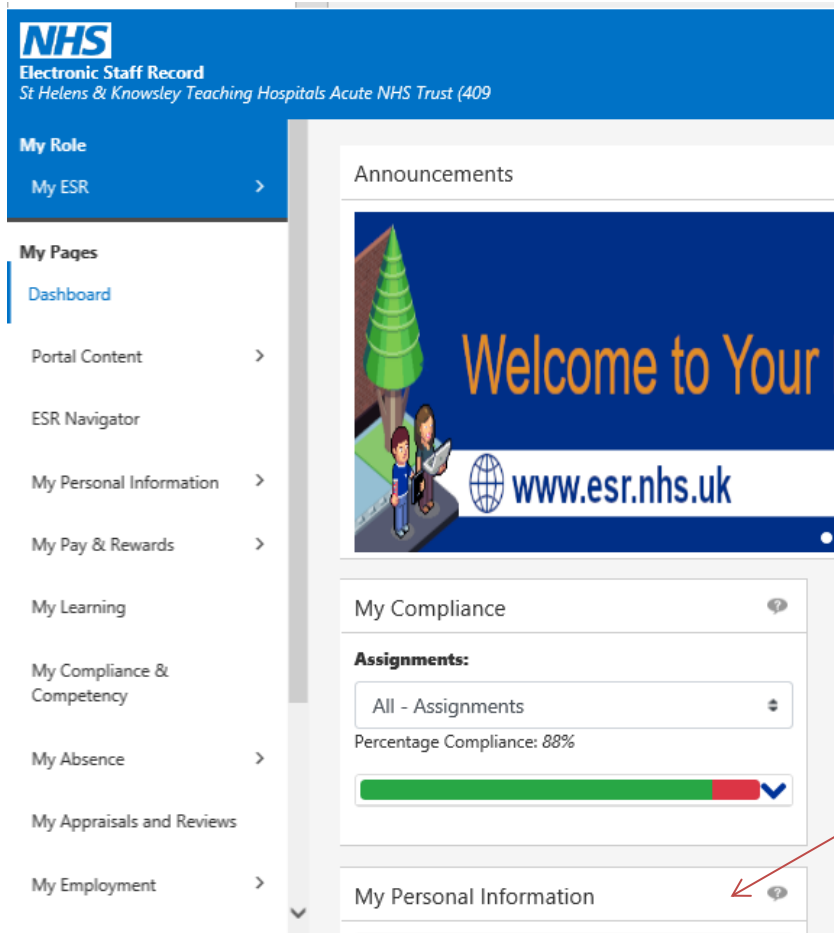 NHS
Electronic Staff Record
St Helens & Knowsley Teaching Hospitals Acute NHS Trust (409
My Role
My ESR
My Pages
Dashboard
Portal Content
ESR Navigator
My Personal Information
My Pay & Rewards
My Learning
My Compliance &
Competency
My Absence
My Appraisals and Reviews
My Employment
Announcements
Welcome to Your
www.esr.nhs.uk
My Compliance
Assignments:
All - Assignments
Percentage Compliance: 88%
My Personal Information